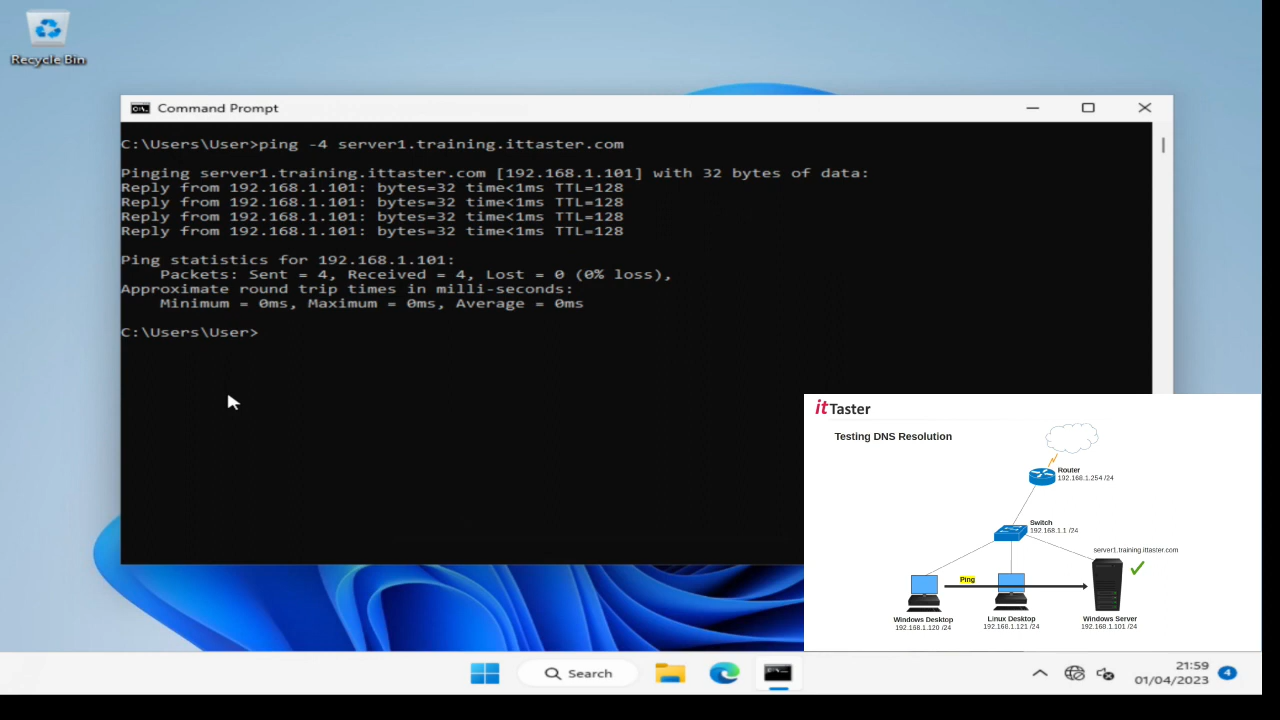 Recycle Bin
Command Prompt
C:\Users\User>ping -4 server1.training.ittaster.com
Pinging server1.training.ittaster.com [192.168.1.101] with 32 bytes of data:
Reply from 192.168.1.101: bytes=32 time<1ms TTL=128
Reply from 192.168.1.101: bytes=32 time<1ms TTL=128
Reply from 192.168.1.101: bytes=32 time<1ms TTL=128
Reply from 192.168.1.101: bytes=32 time<1ms TTL=128
Ping statistics for 192.168.1.101:
Packets: Sent = 4, Received = 4, Lost = 0 (0% loss),
Approximate round trip times in milli-seconds:
Minimum = 0ms, Maximum = 0ms, Average = 0ms
C:\Users\User>
itTaster
Testing DNS Resolution
Router
192.168.1.254 /24
Switch
192.168.1.1 /24
server1.training.ittaster.com
Ping
Windows Desktop
192.168.1.120 /24
Linux Desktop
192.168.1.121 /24
Windows Server
192.168.1.101 /24
Search
21:59
01/04/2023
4